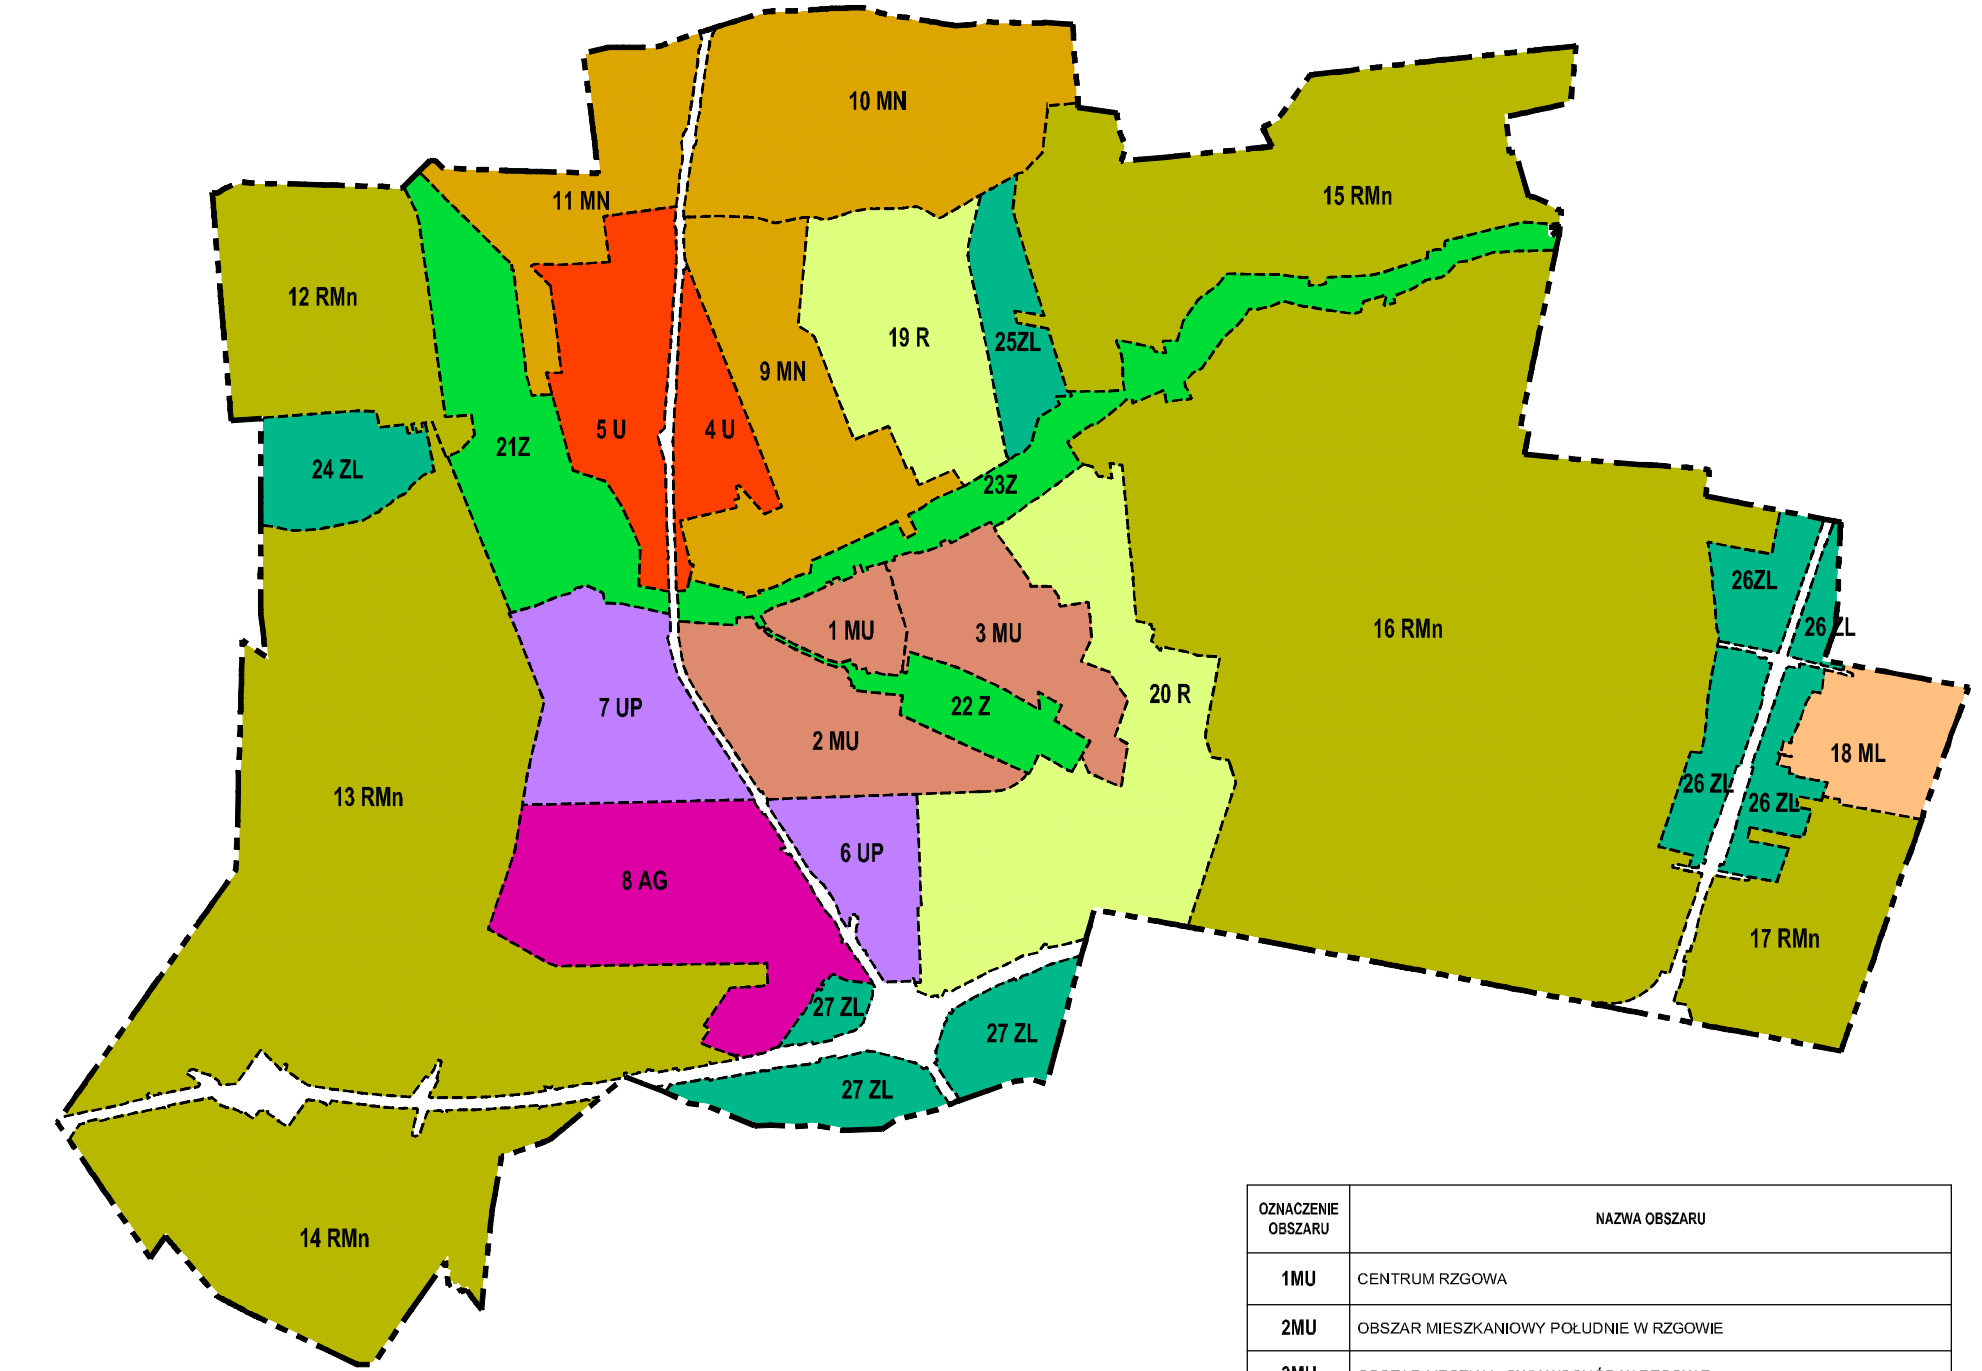 10 MN
11 MN
15 RMn
12 RMn
19 R
25ZL
9 MN
5 U
4 U
21Z
24 ZL
23Z
26ZL
1 MU
3 MU
16 RMn
26 ZL
7 UP
22 Z
20 R
2 MU
18 ML
26 ZL
26 ZL
13 RMn
6 UP
8 AG
17 RMn
27 ZL
27 ZL
27 ZL
14 RMn
OZNACZENIE
OBSZARU
NAZWA OBSZARU
1MU CENTRUM RZGOWA
2MU OBSZAR MIESZKANIOWY POŁUDNIE W RZGOWIE